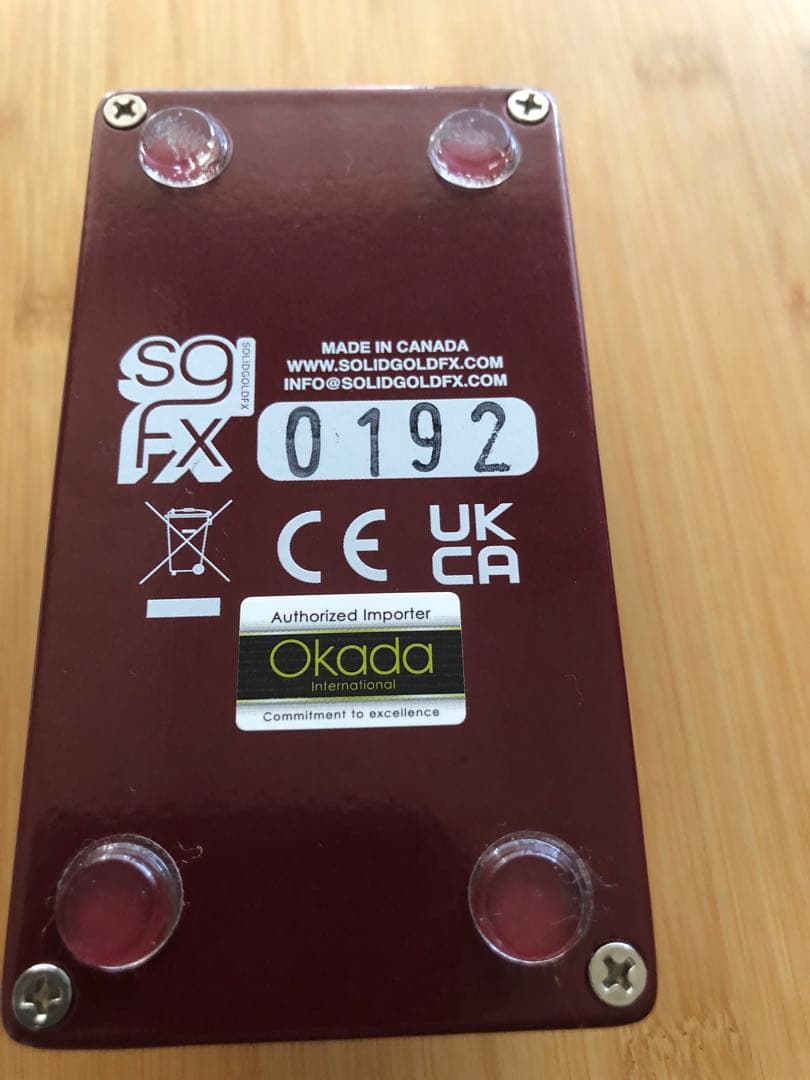 sg
FX
SOLIDGOLDFX
MADE IN CANADA
WWW.SOLIDGOLDFX.COM
INFO@SOLIDGOLDFX.COM
0192
CE
UK
CA
Authorized Importer
Okada
International
Commitment to excellence